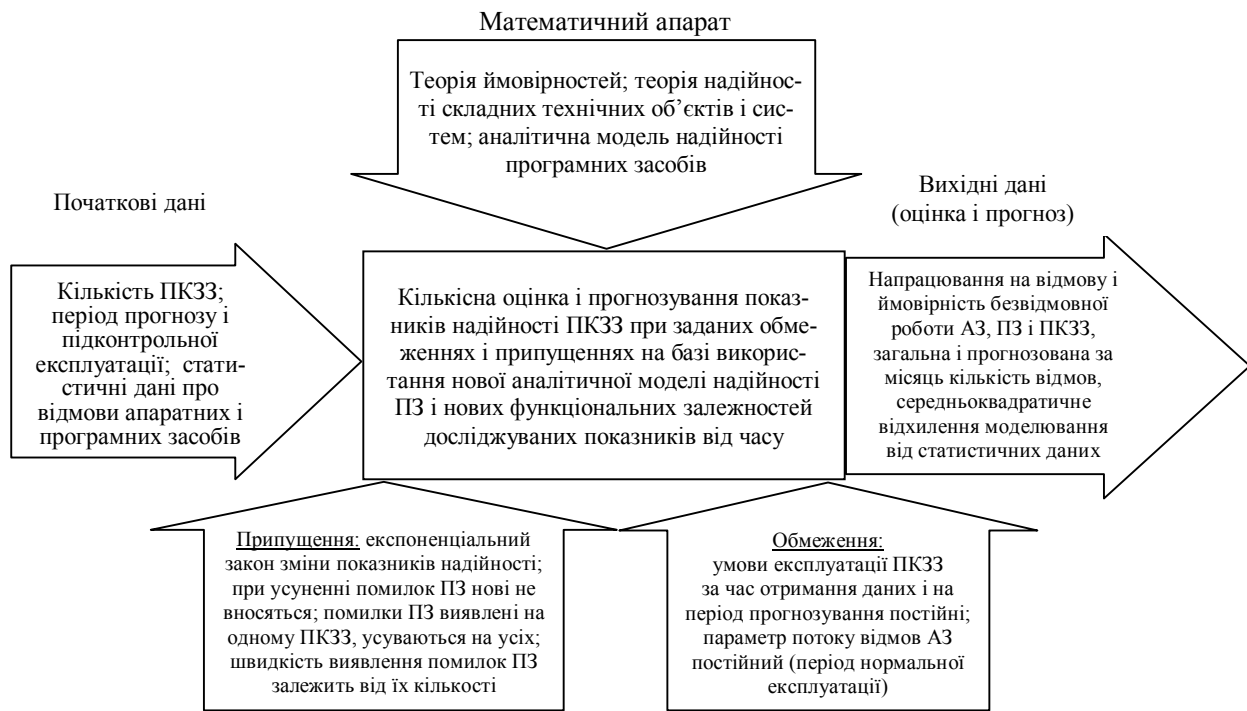 Математичний апарат
Теорія ймовірностей; теорія надійнос-
ті складних технічних об’єктів і сис-
тем; аналітична модель надійності
програмних засобів
Початкові дані
Кількість ПКЗЗ;
період прогнозу і
підконтрольної
експлуатації; стати-
стичні дані про
відмови апаратних і
програмних засобів
Кількісна оцінка і прогнозування показ-
ників надійності ПКЗЗ при заданих обме-
женнях і припущеннях на базі викорис-
тання нової аналітичної моделі надійності
ПЗ і нових функціональних залежностей
досліджуваних показників від часу
Вихідні дані
(оцінка і прогноз)
Напрацювання на відмову і
ймовірність безвідмовної
роботи АЗ, ПЗ і ПКЗЗ,
загальна і прогнозована за
місяць кількість відмов,
середньоквадратичне
відхилення моделювання
від статистичних даних
Припущення: експоненціальний
закон зміни показників надійності;
при усуненні помилок ПЗ нові не
вносяться; помилки ПЗ виявлені на
одному ПКЗЗ, усуваються на усіх;
швидкість виявлення помилок ПЗ
залежить від їх кількості
Обмеження:
умови експлуатації ПКЗЗ
за час отримання даних і на
період прогнозування постійні;
параметр потоку відмов АЗ
постійний (період нормальної
експлуатації)